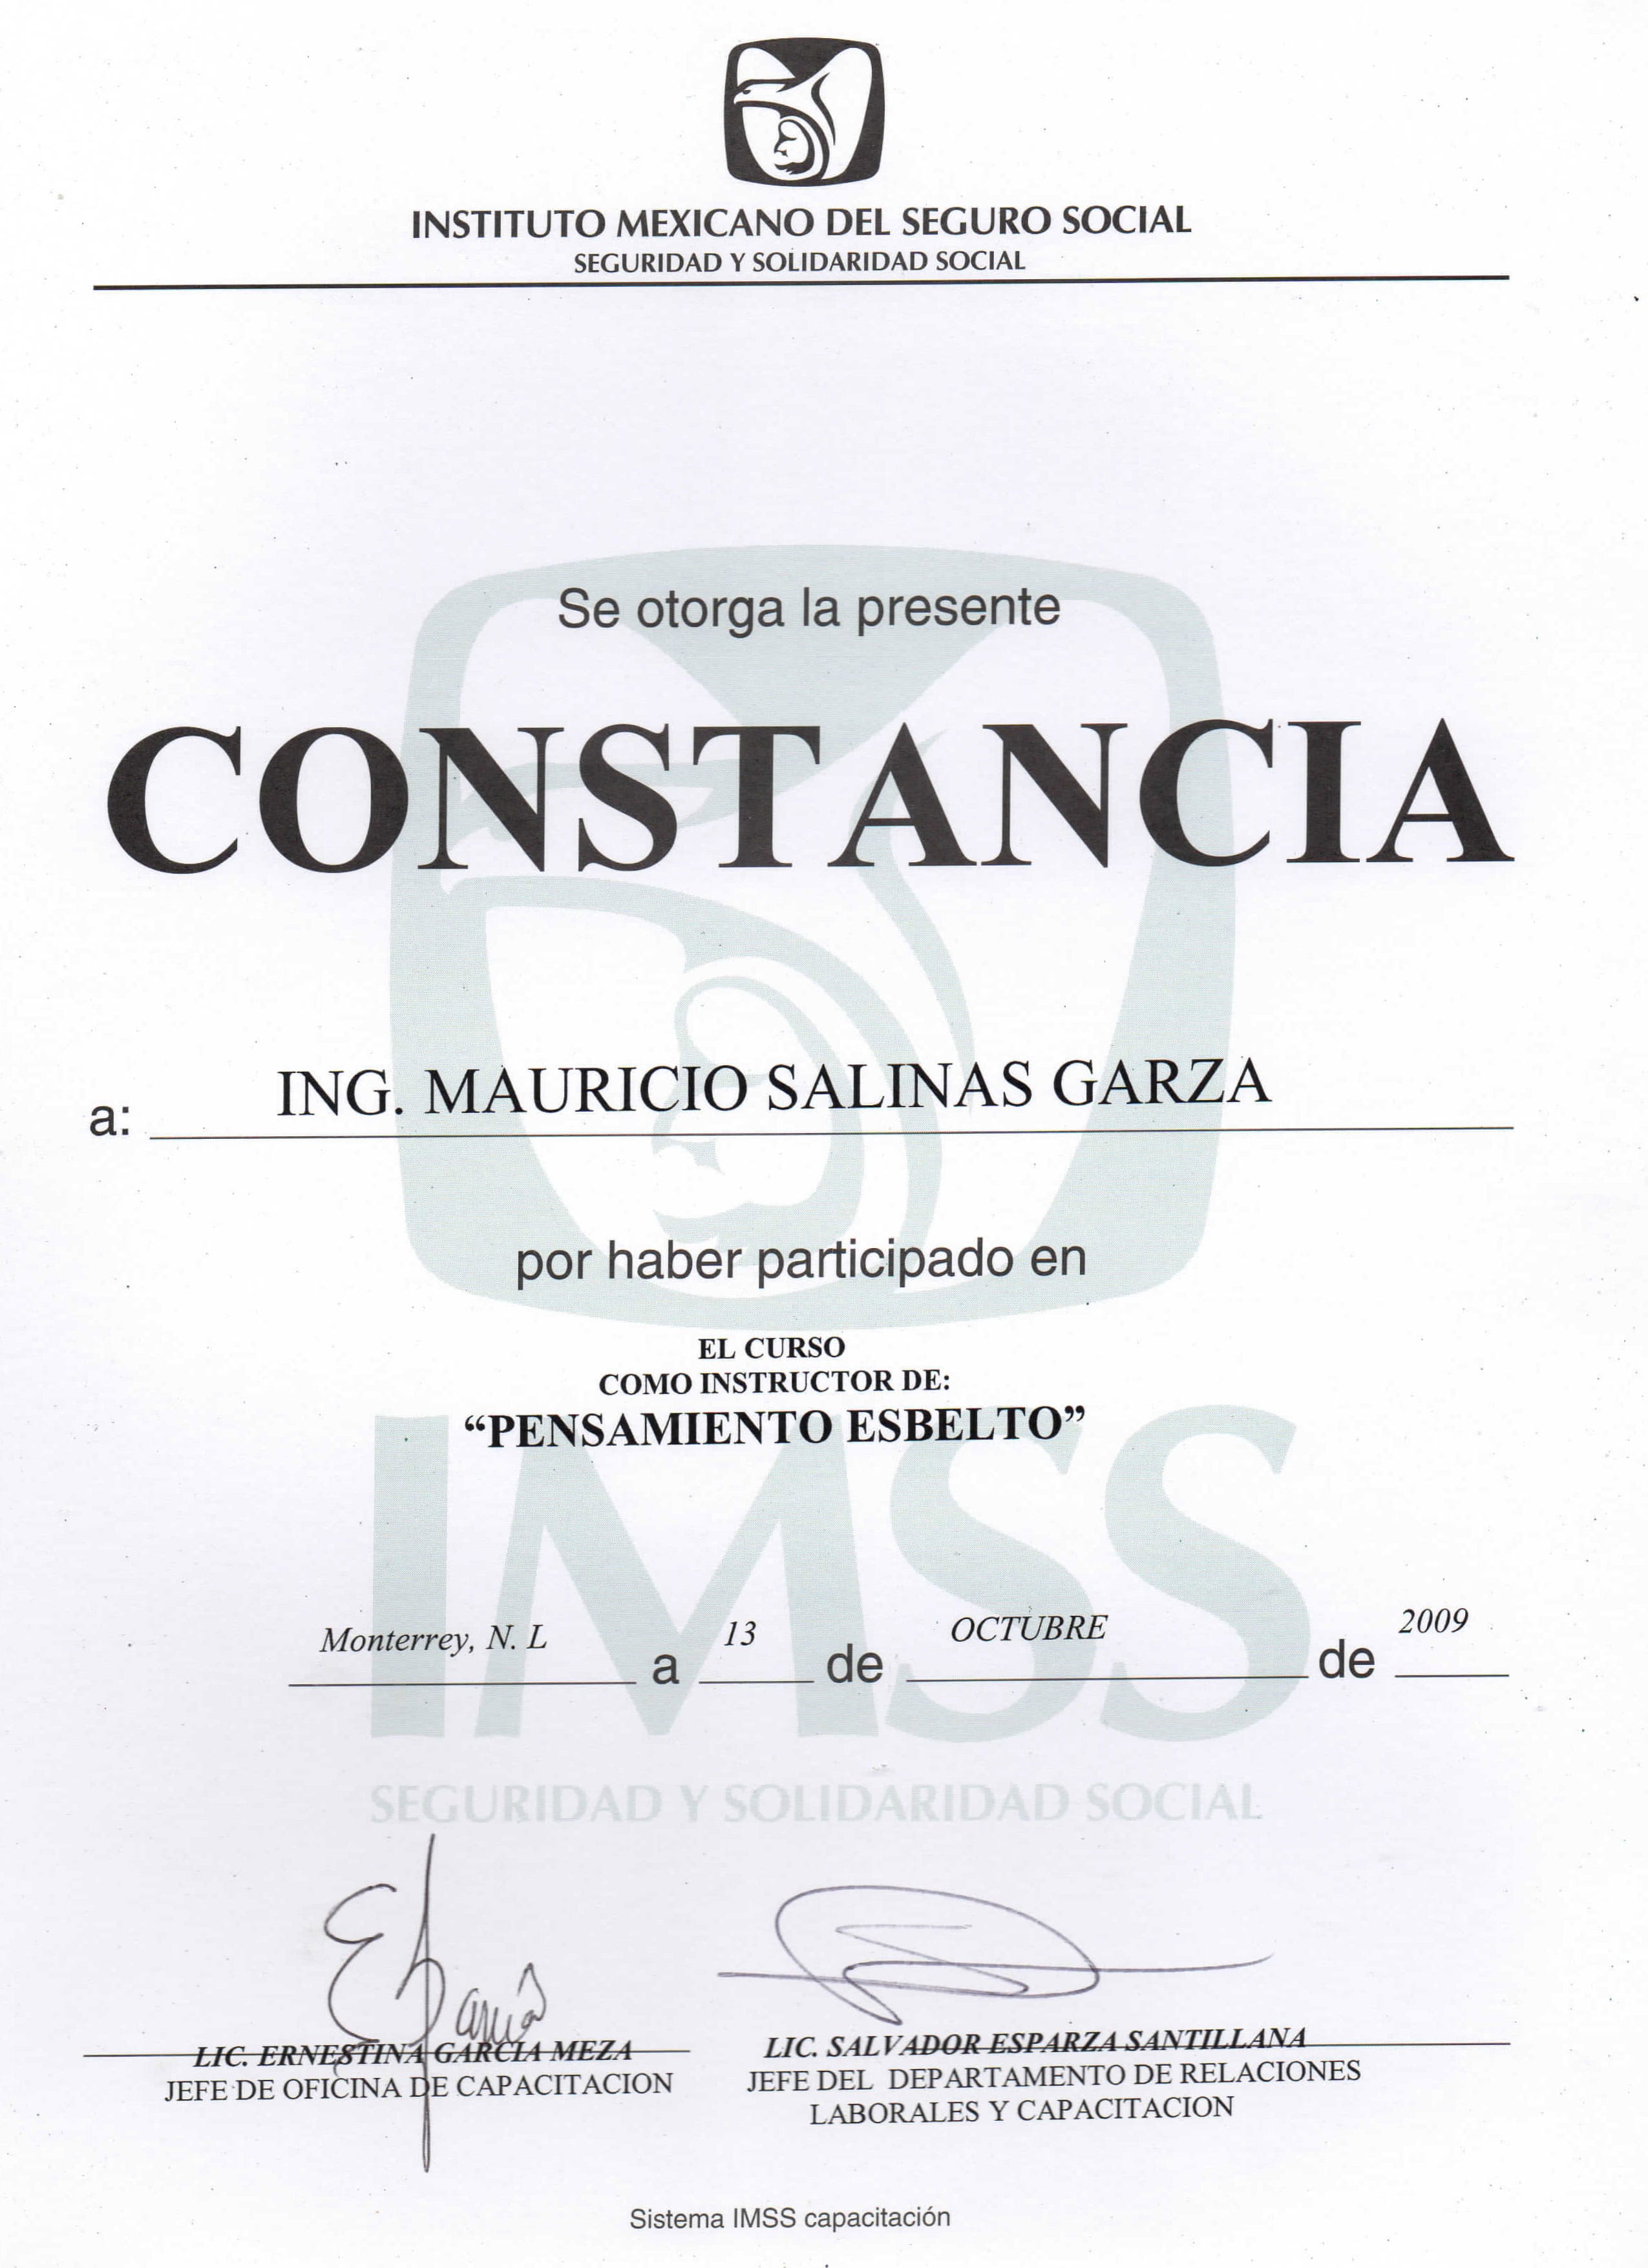 INSTITUTO MEXICANO DEL SEGURO SOCIAL
SEGURIDAD Y SOLIDARIDAD SOCIAL
Se otorga la presente
CONSTANCIA
a: ING. MAURICIO SALINAS GARZA
por haber participado en
EL CURSO
COMO INSTRUCTOR DE:
“PENSAMIENTO ESBELTO”
IMSS
Monterrey, N. L a 13 de OCTUBRE de 2009
SEGURIDAD Y SOLIDARIDAD SOCIAL
LIC. ERNESTINA GARCIA MEZA
JEFE DE OFICINA DE CAPACITACION
LIC. SALVADOR ESPARZA SANTILLANA
JEFE DEL DEPARTAMENTO DE RELACIONES
LABORALES Y CAPACITACION
Sistema IMSS capacitación